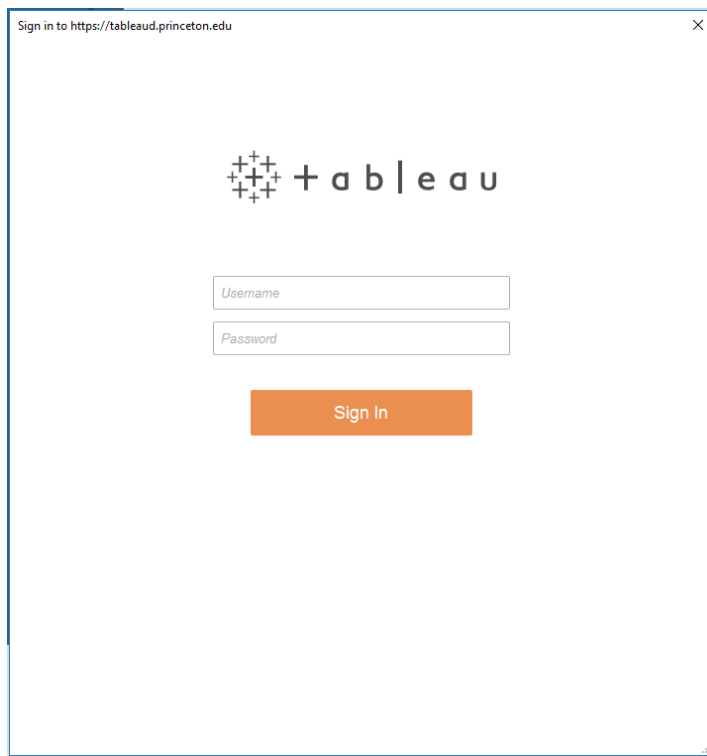 Sign in to https://tableaud.princeton.edu
tableau
Username
Password
Sign In